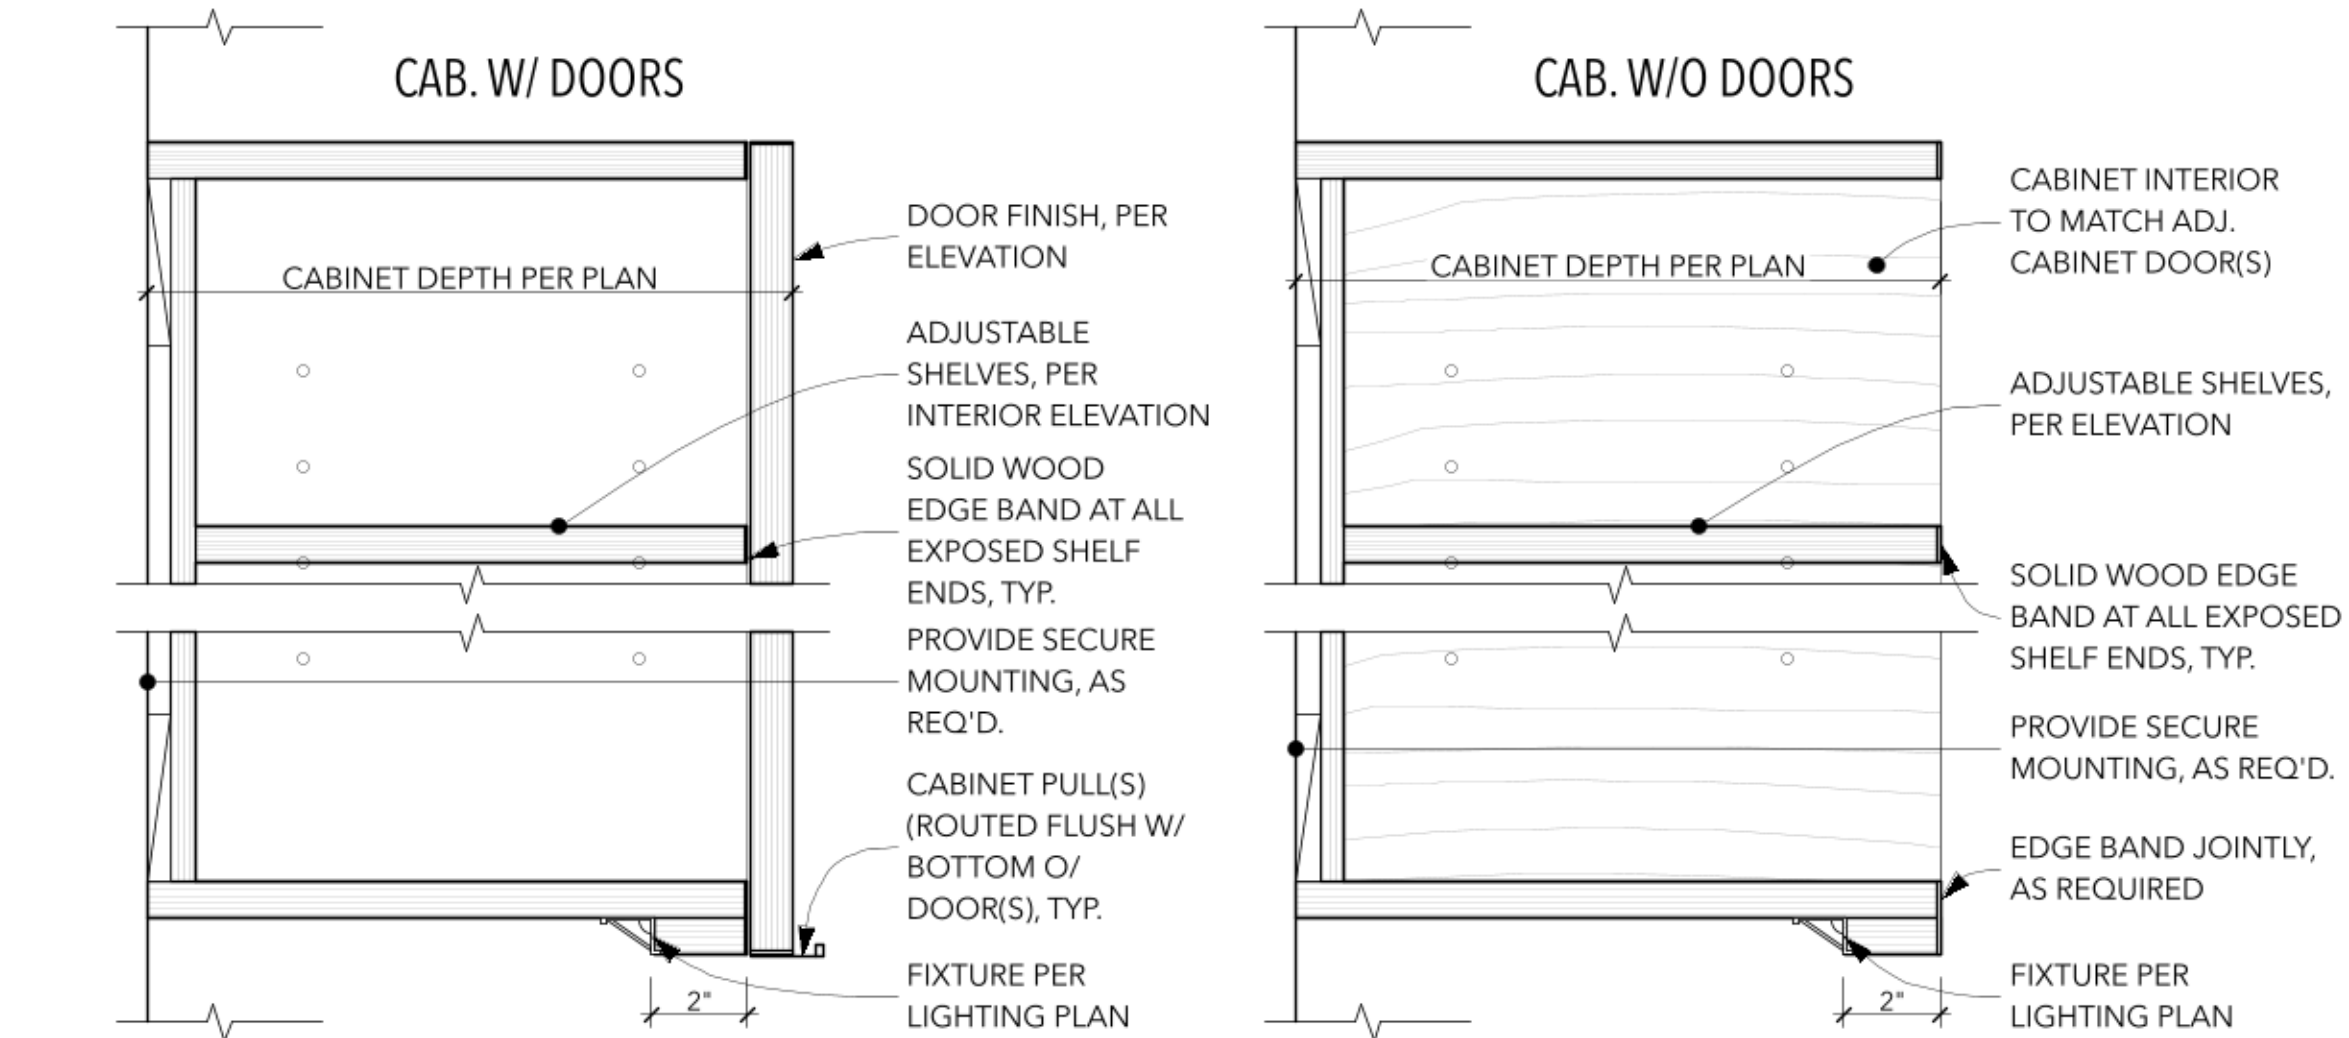 CAB. W/ DOORS
CABINET DEPTH PER PLAN
DOOR FINISH, PER
ELEVATION
ADJUSTABLE
SHELVES, PER
INTERIOR ELEVATION
SOLID WOOD
EDGE BAND AT ALL
EXPOSED SHELF
ENDS, TYP.
PROVIDE SECURE
MOUNTING, AS
REQ'D.
CABINET PULL(S)
(ROUTED FLUSH W/
BOTTOM O/
DOOR(S), TYP.
FIXTURE PER
LIGHTING PLAN
2"
CAB. W/O DOORS
CABINET DEPTH PER PLAN
CABINET INTERIOR
TO MATCH ADJ.
CABINET DOOR(S)
ADJUSTABLE SHELVES,
PER ELEVATION
SOLID WOOD EDGE
BAND AT ALL EXPOSED
SHELF ENDS, TYP.
PROVIDE SECURE
MOUNTING, AS REQ'D.
EDGE BAND JOINTLY,
AS REQUIRED
FIXTURE PER
LIGHTING PLAN
2"